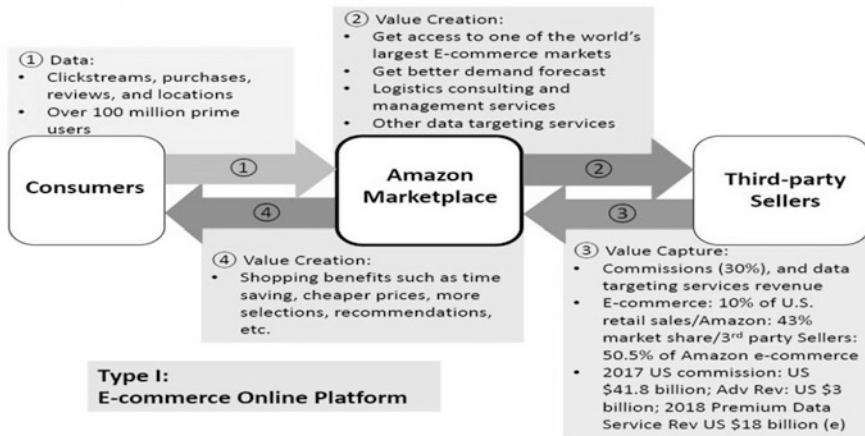 ② Value Creation:
• Get access to one of the world's
largest E-commerce markets
• Get better demand forecast
• Logistics consulting and
management services
• Other data targeting services
① Data:
• Clickstreams, purchases,
reviews, and locations
• Over 100 million prime
users
Consumers
①
Amazon
Marketplace
②
Third-party
Sellers
④
③
④ Value Creation:
• Shopping benefits such as time
saving, cheaper prices, more
selections, recommendations,
etc.
③ Value Capture:
• Commissions (30%), and data
targeting services revenue
• E-commerce: 10% of U.S.
retail sales/Amazon: 43%
market share/3rd party Sellers:
50.5% of Amazon e-commerce
• 2017 US commission: US
$41.8 billion; Adv Rev: US $3
billion; 2018 Premium Data
Service Rev US $18 billion (e)
Type I:
E-commerce Online Platform